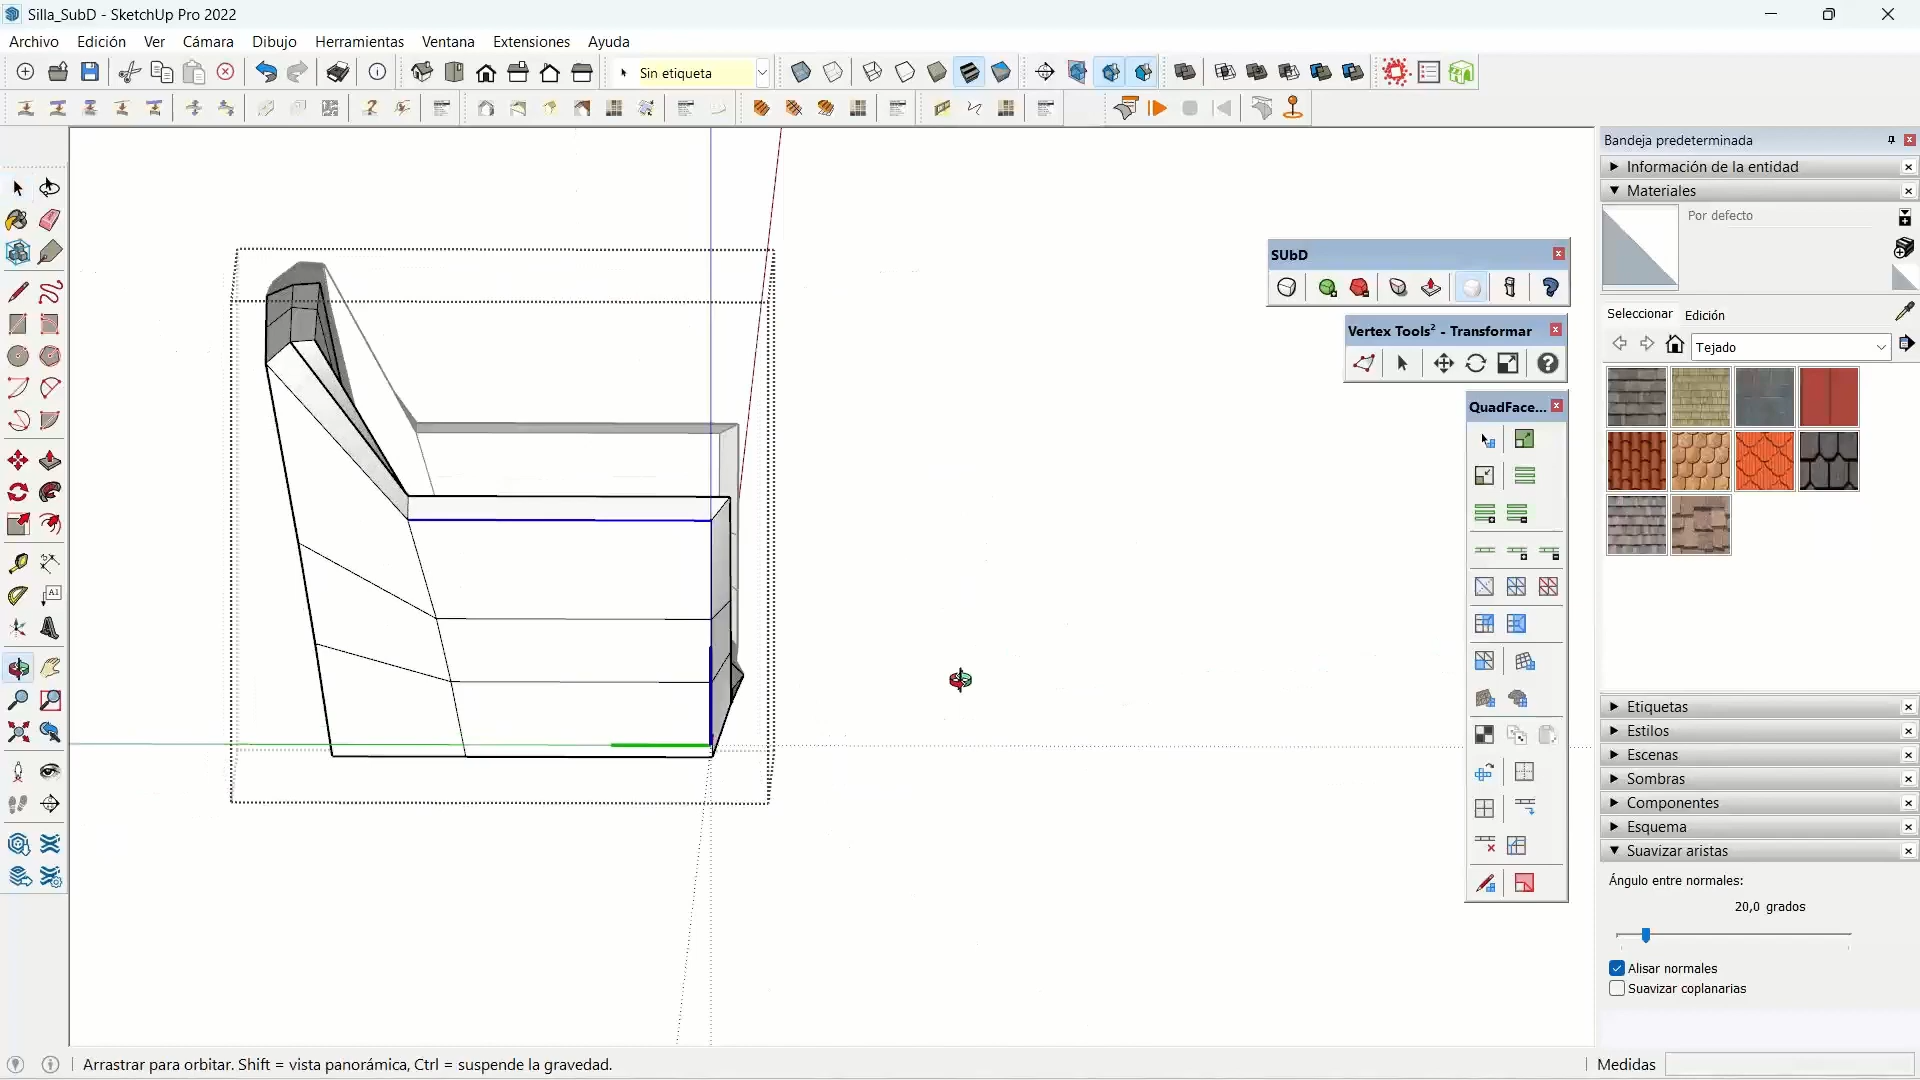 Silla_SubD - SketchUp Pro 2022
Archivo Edición Ver Cámara Dibujo Herramientas Ventana Extensiones Ayuda
Sin etiqueta
Bandeja predeterminada
Información de la entidad
Materiales
Por defecto
SUbD
Seleccionar Edición
Vertex Tools² - Transformar
Tejado
QuadFace...
A1
Etiquetas
Estilos
Escenas
Sombras
Componentes
Esquema
Suavizar aristas
Ángulo entre normales:
20,0 grados
Alisar normales
Suavizar coplanarias
Arrastrar para orbitar. Shift = vista panorámica, Ctrl = suspende la gravedad.
Medidas